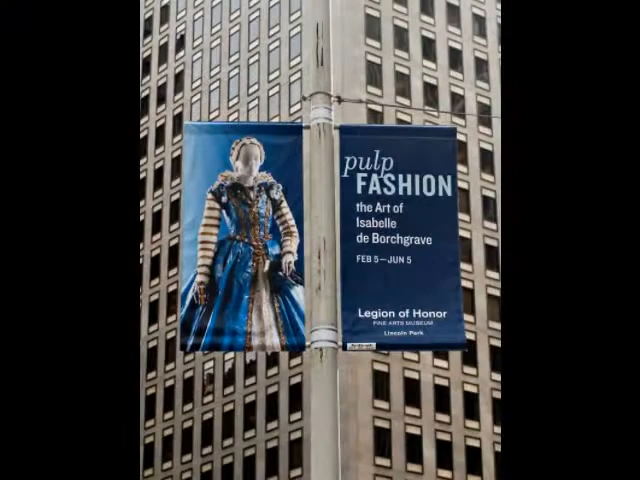 pulp
FASHION
the Art of
Isabelle
de Borchgrave
FEB 5—JUN 5
Legion of Honor
FINE ARTS MUSEUM
Lincoln Park